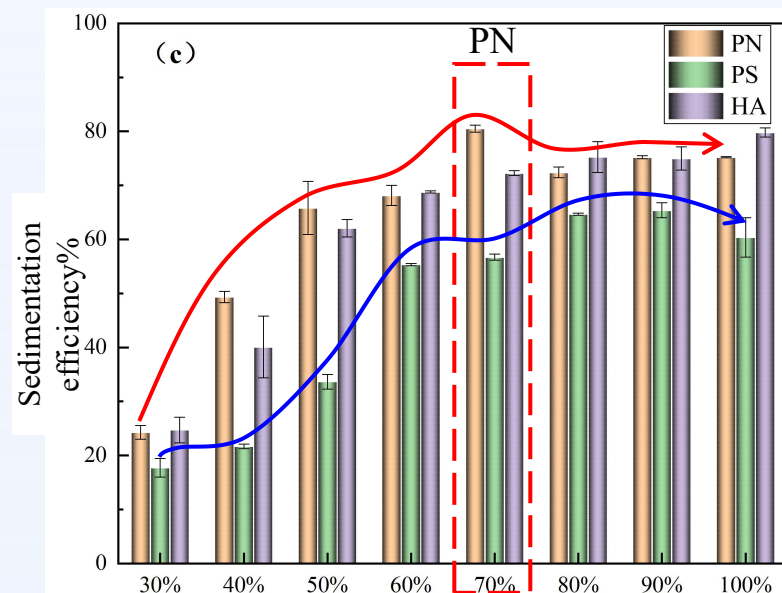 PN
（c）
PN
PS
HA
100
80
60
40
20
0
Sedimentation
efficiency%
30% 40% 50% 60% 70% 80% 90% 100%